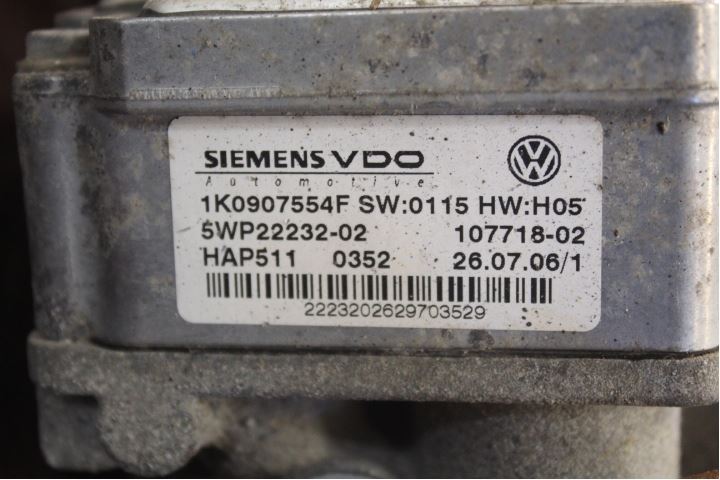 SIEMENS VDO
Automotive
1K0907554F SW:0115 HW:H05
5WP22232-02 107718-02
HAP511 0352 26.07.06/1
2223202629703529